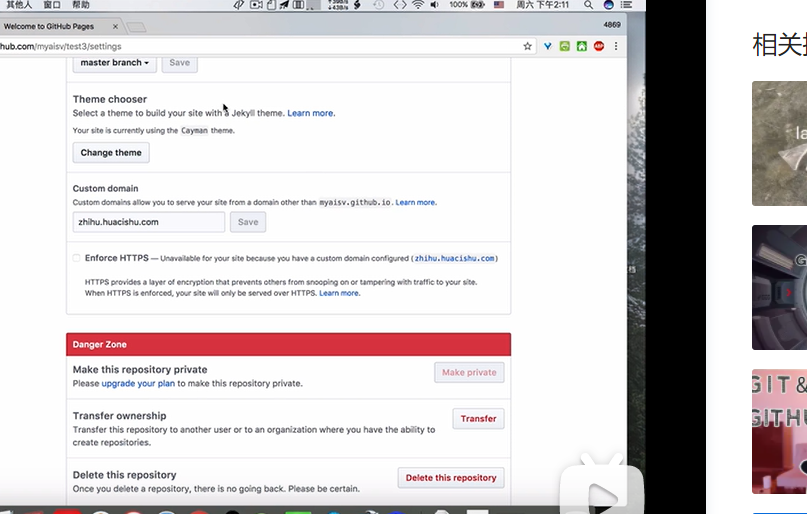 其他人 窗口 帮助
100%
周六 下午2:11
Welcome to GitHub Pages
4869
hub.com/myaisv/test3/settings
master branch
Save
Theme chooser
Select a theme to build your site with a Jekyll theme. Learn more.
Your site is currently using the Cayman theme.
Change theme
Custom domain
Custom domains allow you to serve your site from a domain other than myaisv.github.io. Learn more.
zhihu.huacishu.com
Save
Enforce HTTPS — Unavailable for your site because you have a custom domain configured (zhihu.huacishu.com)
HTTPS provides a layer of encryption that prevents others from snooping on or tampering with traffic to your site.
When HTTPS is enforced, your site will only be served over HTTPS. Learn more.
Danger Zone
Make this repository private
Please upgrade your plan to make this repository private.
Make private
Transfer ownership
Transfer this repository to another user or to an organization where you have the ability to
create repositories.
Transfer
Delete this repository
Once you delete a repository, there is no going back. Please be certain.
Delete this repository
相关
la
GIT &
GITHU